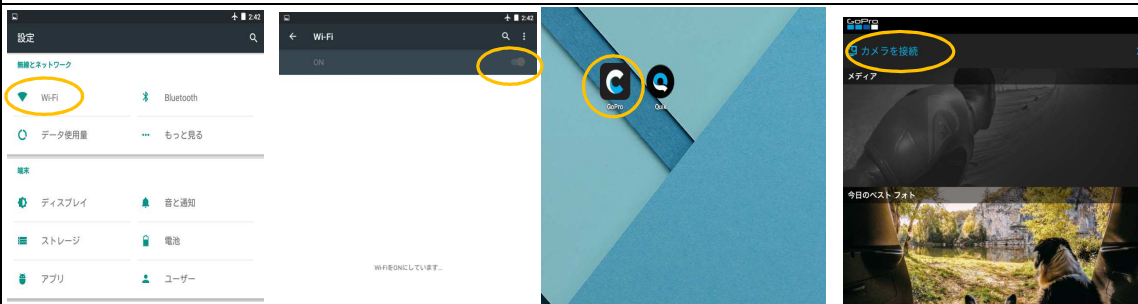 2:42
設定
無線とネットワーク
Wi-Fi
Bluetooth
データ使用量
もっと見る
端末
ディスプレイ
音と通知
ストレージ
電池
アプリ
ユーザー
2:42
Wi-Fi
ON
Wi-FiをONにしています...
GoPro
Quik
GoPro
カメラを接続
メディア
今日のベスト フォト